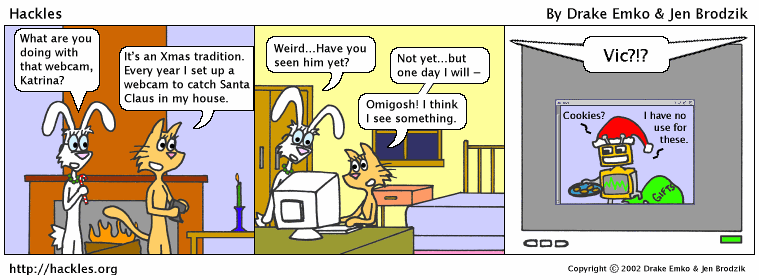 Hackles
By Drake Emko & Jen Brodzik
What are you
doing with
that webcam,
Katrina?
It's an Xmas tradition.
Every year I set up a
webcam to catch Santa
Claus in my house.
Weird...Have you
seen him yet?
Not yet...but
one day I will –
Omigosh! I think
I see something.
Vic?!?
Cookies?
I have no
use for
these.
GIFTS
http://hackles.org
Copyright © 2002 Drake Emko & Jen Brodzik